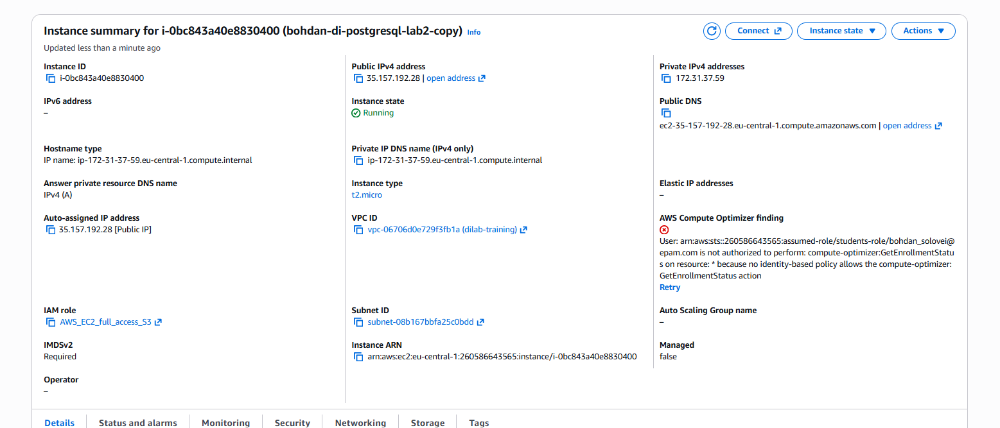 Instance summary for i-0bc843a40e8830400 (bohdan-di-postgresql-lab2-copy) Info
Connect
Instance state
Actions
Updated less than a minute ago
Instance ID
i-0bc843a40e8830400
Public IPv4 address
35.157.192.28 | open address
Private IPv4 addresses
172.31.37.59
IPv6 address
–
Instance state
Running
Public DNS
ec2-35-157-192-28.eu-central-1.compute.amazonaws.com | open address
Hostname type
IP name: ip-172-31-37-59.eu-central-1.compute.internal
Private IP DNS name (IPv4 only)
ip-172-31-37-59.eu-central-1.compute.internal
Answer private resource DNS name
IPv4 (A)
Instance type
t2.micro
Elastic IP addresses
–
Auto-assigned IP address
35.157.192.28 [Public IP]
VPC ID
vpc-06706d0e729f3fb1a (dilab-training)
AWS Compute Optimizer finding
User: arn:aws:sts::260586643565:assumed-role/students-role/bohdan_solovei@
epam.com is not authorized to perform: compute-optimizer:GetEnrollmentStatu
s on resource: * because no identity-based policy allows the compute-optimizer:
GetEnrollmentStatus action
Retry
IAM role
AWS_EC2_full_access_S3
Subnet ID
subnet-08b167bbfa25c0bdd
Auto Scaling Group name
–
IMDSv2
Required
Instance ARN
arn:aws:ec2:eu-central-1:260586643565:instance/i-0bc843a40e8830400
Managed
false
Operator
–
Details
Status and alarms
Monitoring
Security
Networking
Storage
Tags